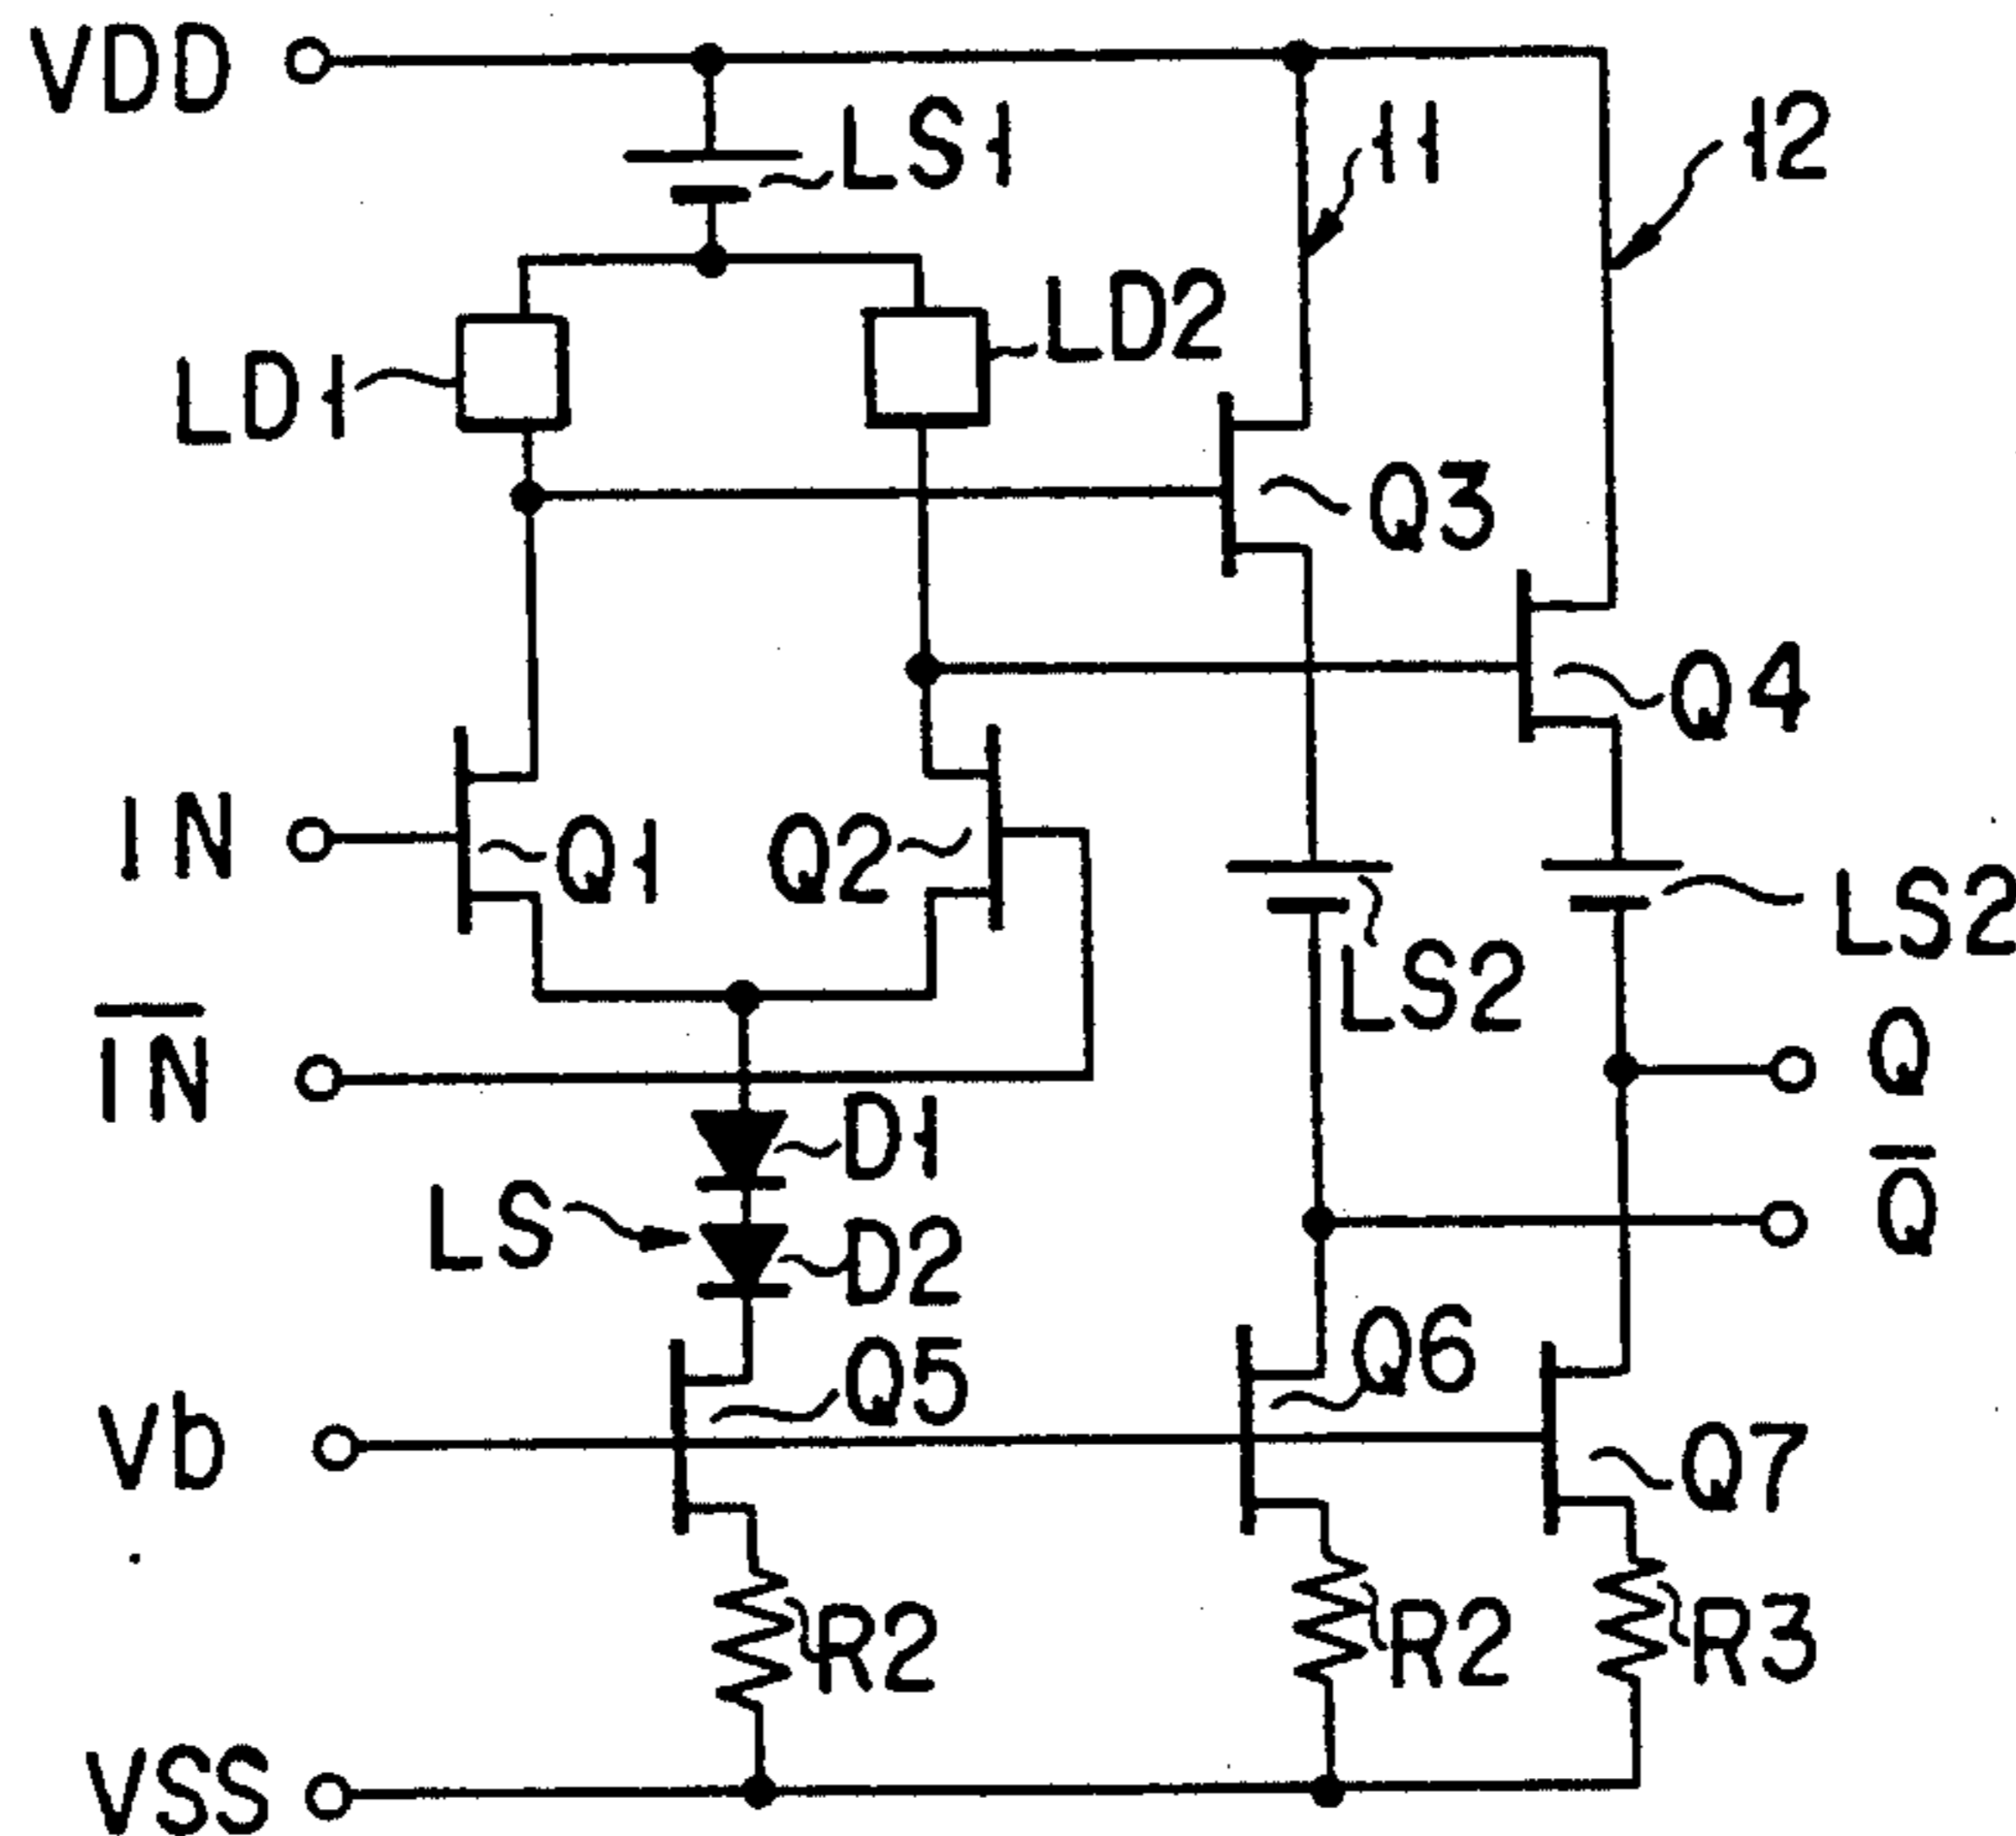 VDD
LS1
11
12
LD1
LD2
Q3
Q4
IN
Q1
Q2
LS2
LS2
I̅N̅
Q
D1
Q̅
LS
D2
Q5
Q6
Vb
Q7
R2
R2
R3
VSS